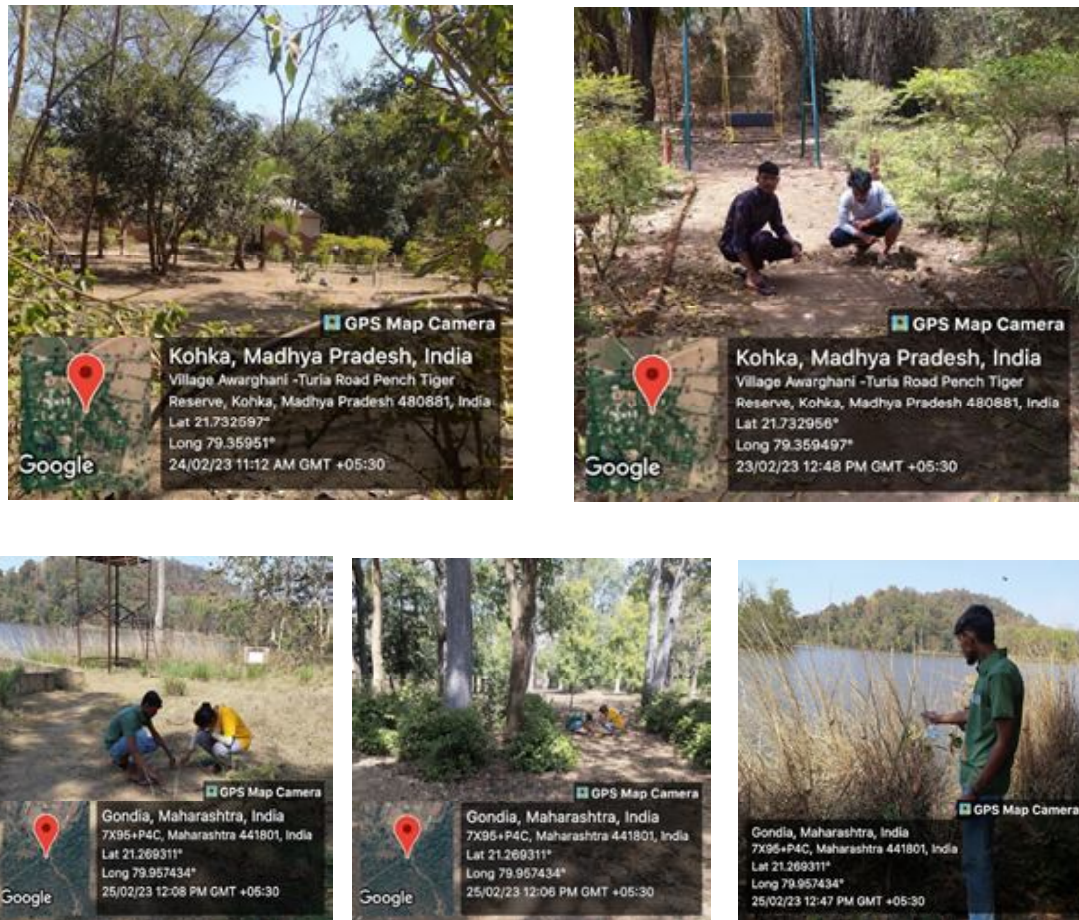 GPS Map Camera
Kohka, Madhya Pradesh, India
Village Awarghani -Turia Road Pench Tiger
Reserve, Kohka, Madhya Pradesh 480881, India
Lat 21.732597°
Long 79.35951°
24/02/23 11:12 AM GMT +05:30
Google
GPS Map Camera
Kohka, Madhya Pradesh, India
Village Awarghani -Turia Road Pench Tiger
Reserve, Kohka, Madhya Pradesh 480881, India
Lat 21.732956°
Long 79.359497°
23/02/23 12:48 PM GMT +05:30
Google
GPS Map Camera
Gondia, Maharashtra, India
7X95+P4C, Maharashtra 441801, India
Lat 21.269311°
Long 79.957434°
25/02/23 12:08 PM GMT +05:30
Google
GPS Map Camera
Gondia, Maharashtra, India
7X95+P4C, Maharashtra 441801, India
Lat 21.269311°
Long 79.957434°
25/02/23 12:06 PM GMT +05:30
Google
GPS Map Camera
Gondia, Maharashtra, India
7X95+P4C, Maharashtra 441801, India
Lat 21.269311°
Long 79.957434°
25/02/23 12:47 PM GMT +05:30